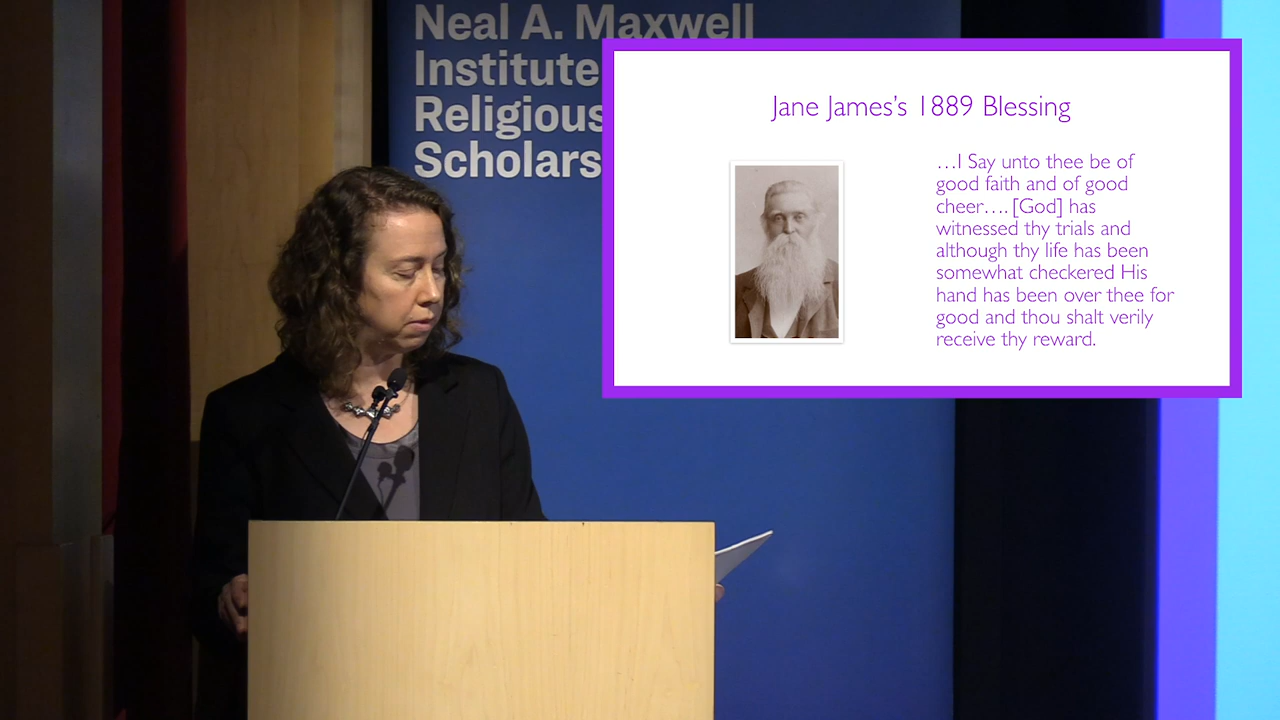 Neal A. Maxwell
Institute
Religious
Scholars
Jane James’s 1889 Blessing
…I Say unto thee be of
good faith and of good
cheer…. [God] has
witnessed thy trials and
although thy life has been
somewhat checkered His
hand has been over thee for
good and thou shalt verily
receive thy reward.